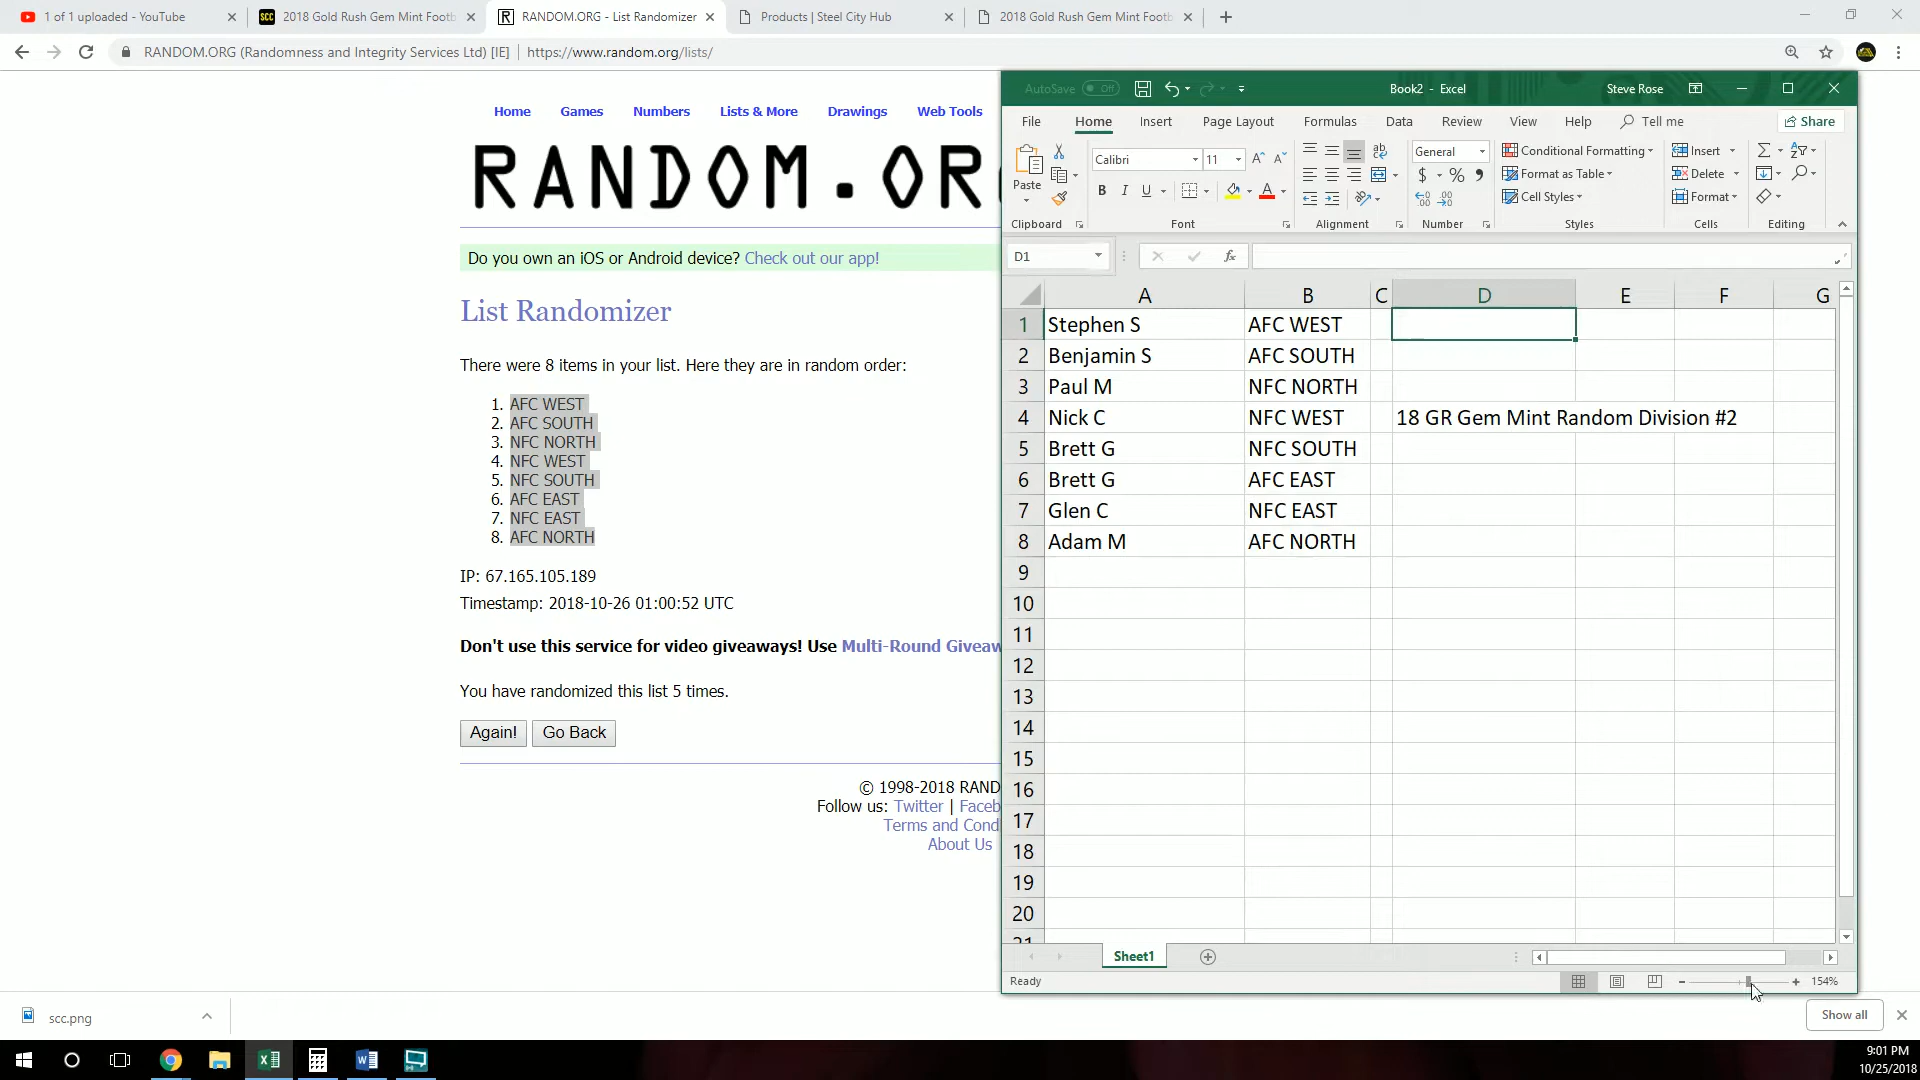 1 of 1 uploaded - YouTube
SCC 2018 Gold Rush Gem Mint Footb
RANDOM.ORG - List Randomizer
Products | Steel City Hub
2018 Gold Rush Gem Mint Footb
RANDOM.ORG (Randomness and Integrity Services Ltd) [IE] | https://www.random.org/lists/
Home Games Numbers Lists & More Drawings Web Tools
RANDOM.ORG
Do you own an iOS or Android device? Check out our app!
List Randomizer
There were 8 items in your list. Here they are in random order:
1. AFC WEST
2. AFC SOUTH
3. NFC NORTH
4. NFC WEST
5. NFC SOUTH
6. AFC EAST
7. NFC EAST
8. AFC NORTH
IP: 67.165.105.189
Timestamp: 2018-10-26 01:00:52 UTC
Don't use this service for video giveaways! Use Multi-Round Giveaw
You have randomized this list 5 times.
Again! Go Back
© 1998-2018 RAND
Follow us: Twitter | Faceb
Terms and Cond
About Us
AutoSave Off Book2 - Excel Steve Rose
File Home Insert Page Layout Formulas Data Review View Help Tell me Share
Paste Calibri 11 General
Conditional Formatting
Format as Table
Cell Styles
Insert
Delete
Format
Clipboard Font Alignment Number Styles Cells Editing
D1 fx
A B C D E F G
1 Stephen S AFC WEST
2 Benjamin S AFC SOUTH
3 Paul M NFC NORTH
4 Nick C NFC WEST 18 GR Gem Mint Random Division #2
5 Brett G NFC SOUTH
6 Brett G AFC EAST
7 Glen C NFC EAST
8 Adam M AFC NORTH
9
10
11
12
13
14
15
16
17
18
19
20
21
Sheet1
Ready 154%
scc.png Show all
9:01 PM
10/25/2018